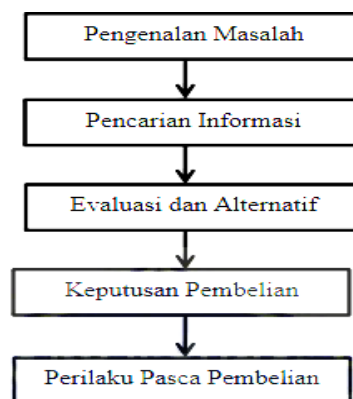 Pengenalan Masalah
Pencarian Informasi
Evaluasi dan Alternatif
Keputusan Pembelian
Perilaku Pasca Pembelian